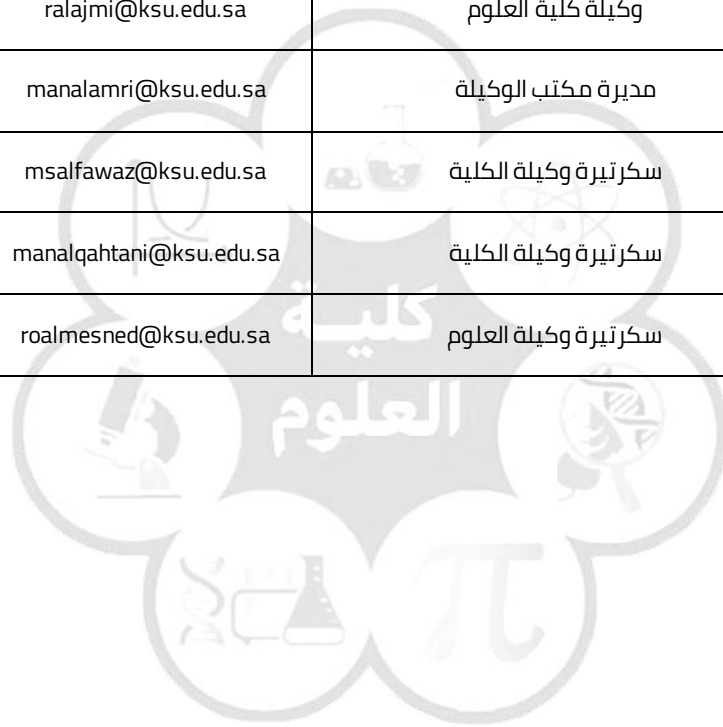 وكيلة كلية العلوم ralajmi@ksu.edu.sa
مديرة مكتب الوكيلة manalamri@ksu.edu.sa
سكرتيرة وكيلة الكلية msalfawaz@ksu.edu.sa
سكرتيرة وكيلة الكلية manalqahtani@ksu.edu.sa
سكرتيرة وكيلة العلوم roalmesned@ksu.edu.sa
كليـة
العلوم
π